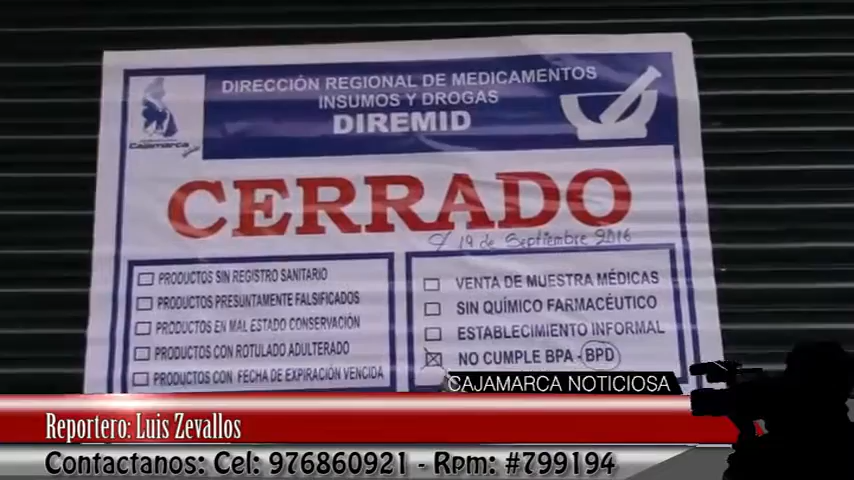 DIRECCIÓN REGIONAL DE MEDICAMENTOS
INSUMOS Y DROGAS
DIREMID
Cajamarca
CERRADO
19 de Septiembre 2016
PRODUCTOS SIN REGISTRO SANITARIO
PRODUCTOS PRESUNTAMENTE FALSIFICADOS
PRODUCTOS EN MAL ESTADO CONSERVACIÓN
PRODUCTOS CON ROTULADO ADULTERADO
PRODUCTOS CON FECHA DE EXPIRACIÓN VENCIDA
VENTA DE MUESTRA MÉDICAS
SIN QUÍMICO FARMACÉUTICO
ESTABLECIMIENTO INFORMAL
NO CUMPLE BPA - BPD
CAJAMARCA NOTICIOSA
Reportero: Luis Zevallos
Contactanos: Cel: 976860921 - Rpm: #799194